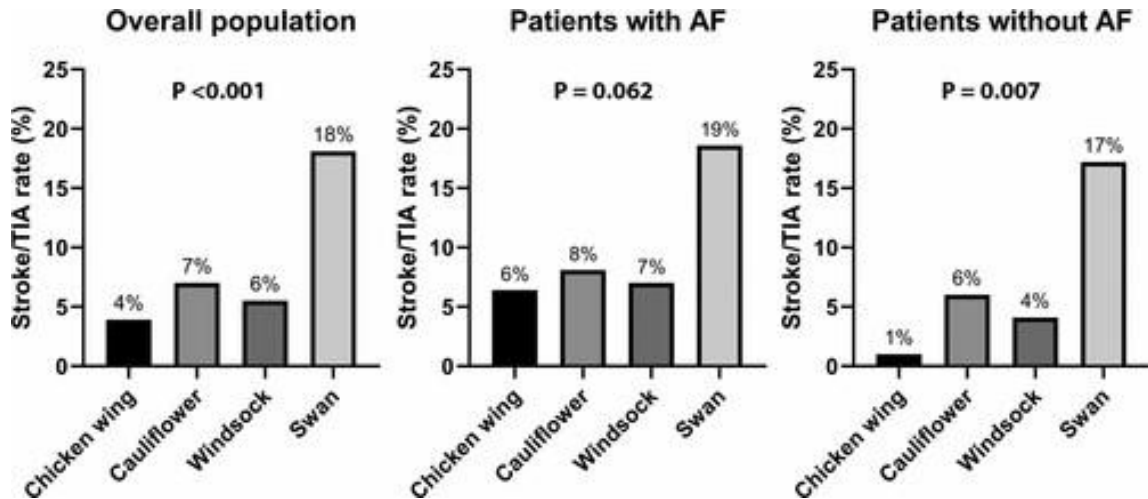 Overall population
P <0.001
Stroke/TIA rate (%)
25
20
15
10
5
0
4%
7%
6%
18%
Chicken wing
Cauliflower
Windsock
Swan
Patients with AF
P = 0.062
Stroke/TIA rate (%)
25
20
15
10
5
0
6%
8%
7%
19%
Chicken wing
Cauliflower
Windsock
Swan
Patients without AF
P = 0.007
Stroke/TIA rate (%)
25
20
15
10
5
0
1%
6%
4%
17%
Chicken wing
Cauliflower
Windsock
Swan